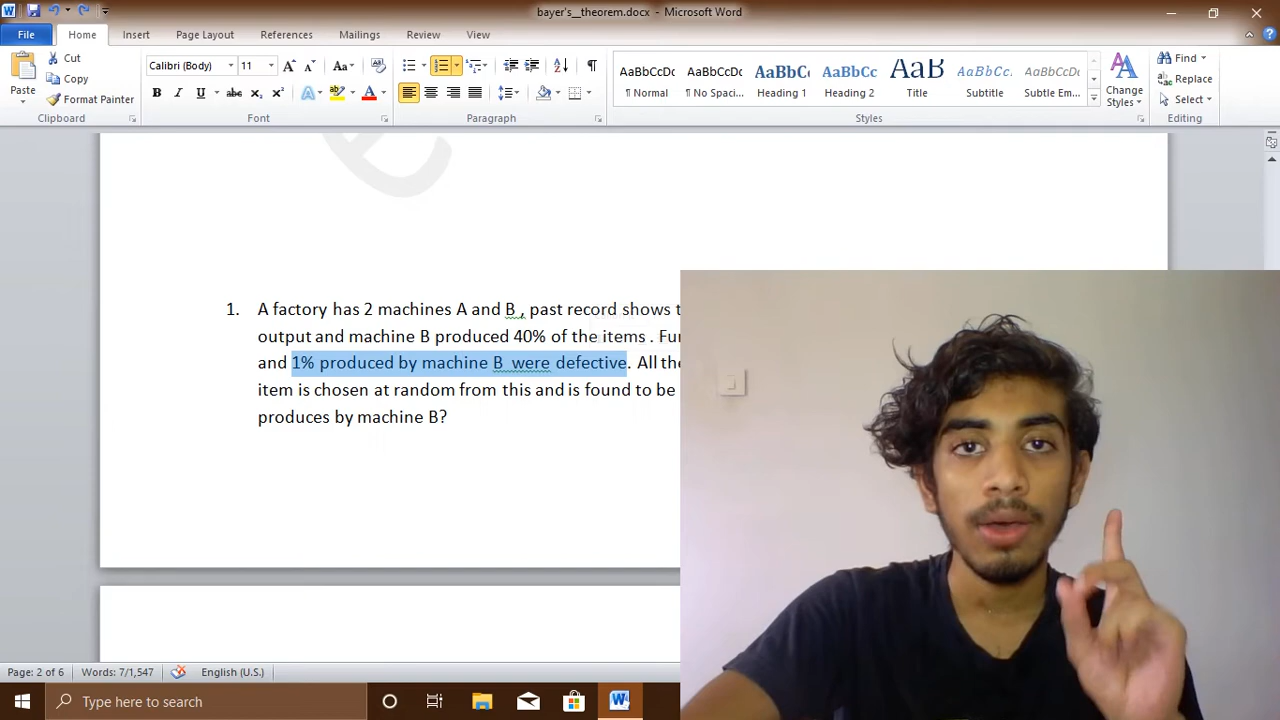 bayer's__theorem.docx - Microsoft Word
File Home Insert Page Layout References Mailings Review View
Cut
Copy
Format Painter
Paste
Clipboard
Calibri (Body) 11
Font
Paragraph
AaBbCcDc AaBbCcDc AaBbC AaBbCc AaB AaBbCcL AaBbCcDc
¶ Normal ¶ No Spaci... Heading 1 Heading 2 Title Subtitle Subtle Em...
Styles
Change Styles
Find
Replace
Select
Editing
e
1. A factory has 2 machines A and B , past record shows t
output and machine B produced 40% of the items . Fu
and 1% produced by machine B were defective. All the
item is chosen at random from this and is found to be
produces by machine B?
Page: 2 of 6 Words: 7/1,547 English (U.S.)
Type here to search